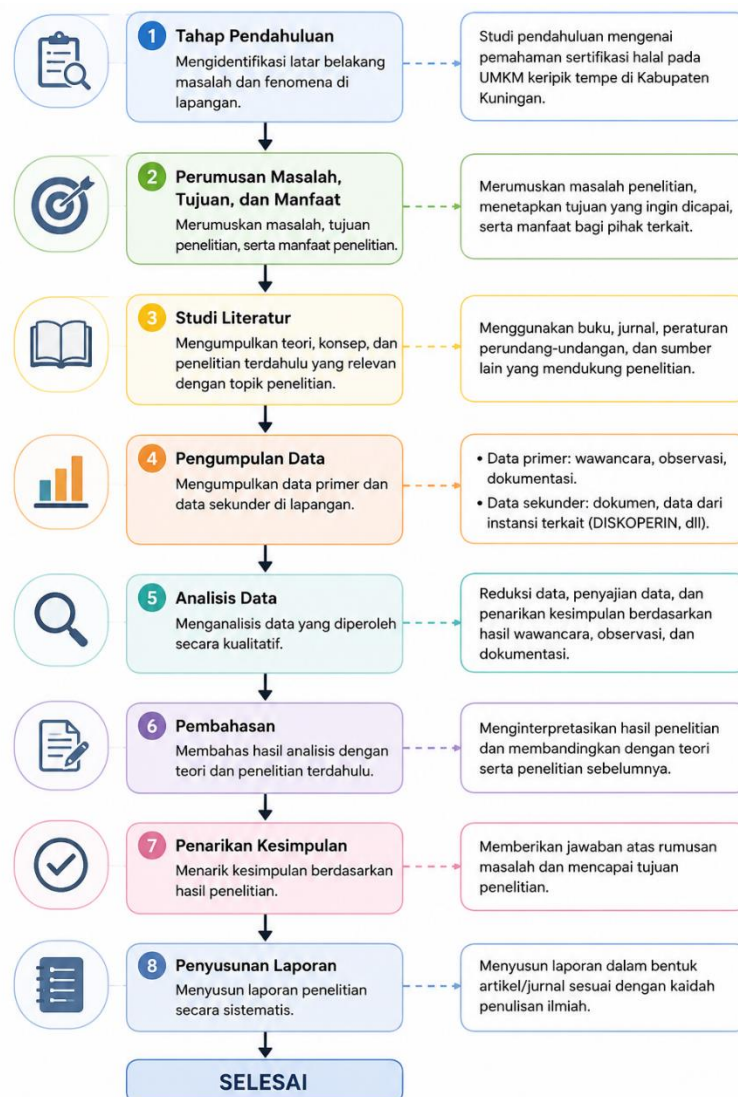 1 Tahap Pendahuluan
Mengidentifikasi latar belakang
masalah dan fenomena di
lapangan.
Studi pendahuluan mengenai
pemahaman sertifikasi halal pada
UMKM keripik tempe di Kabupaten
Kuningan.
2 Perumusan Masalah,
Tujuan, dan Manfaat
Merumuskan masalah, tujuan
penelitian, serta manfaat penelitian.
Merumuskan masalah penelitian,
menetapkan tujuan yang ingin dicapai,
serta manfaat bagi pihak terkait.
3 Studi Literatur
Mengumpulkan teori, konsep, dan
penelitian terdahulu yang relevan
dengan topik penelitian.
Menggunakan buku, jurnal, peraturan
perundang-undangan, dan sumber
lain yang mendukung penelitian.
4 Pengumpulan Data
Mengumpulkan data primer dan
data sekunder di lapangan.
• Data primer: wawancara, observasi,
dokumentasi.
• Data sekunder: dokumen, data dari
instansi terkait (DISKOPERIN, dll).
5 Analisis Data
Menganalisis data yang diperoleh
secara kualitatif.
Reduksi data, penyajian data, dan
penarikan kesimpulan berdasarkan
hasil wawancara, observasi, dan
dokumentasi.
6 Pembahasan
Membahas hasil analisis dengan
teori dan penelitian terdahulu.
Menginterpretasikan hasil penelitian
dan membandingkan dengan teori
serta penelitian sebelumnya.
7 Penarikan Kesimpulan
Menarik kesimpulan berdasarkan
hasil penelitian.
Memberikan jawaban atas rumusan
masalah dan mencapai tujuan
penelitian.
8 Penyusunan Laporan
Menyusun laporan penelitian
secara sistematis.
Menyusun laporan dalam bentuk
artikel/jurnal sesuai dengan kaidah
penulisan ilmiah.
SELESAI